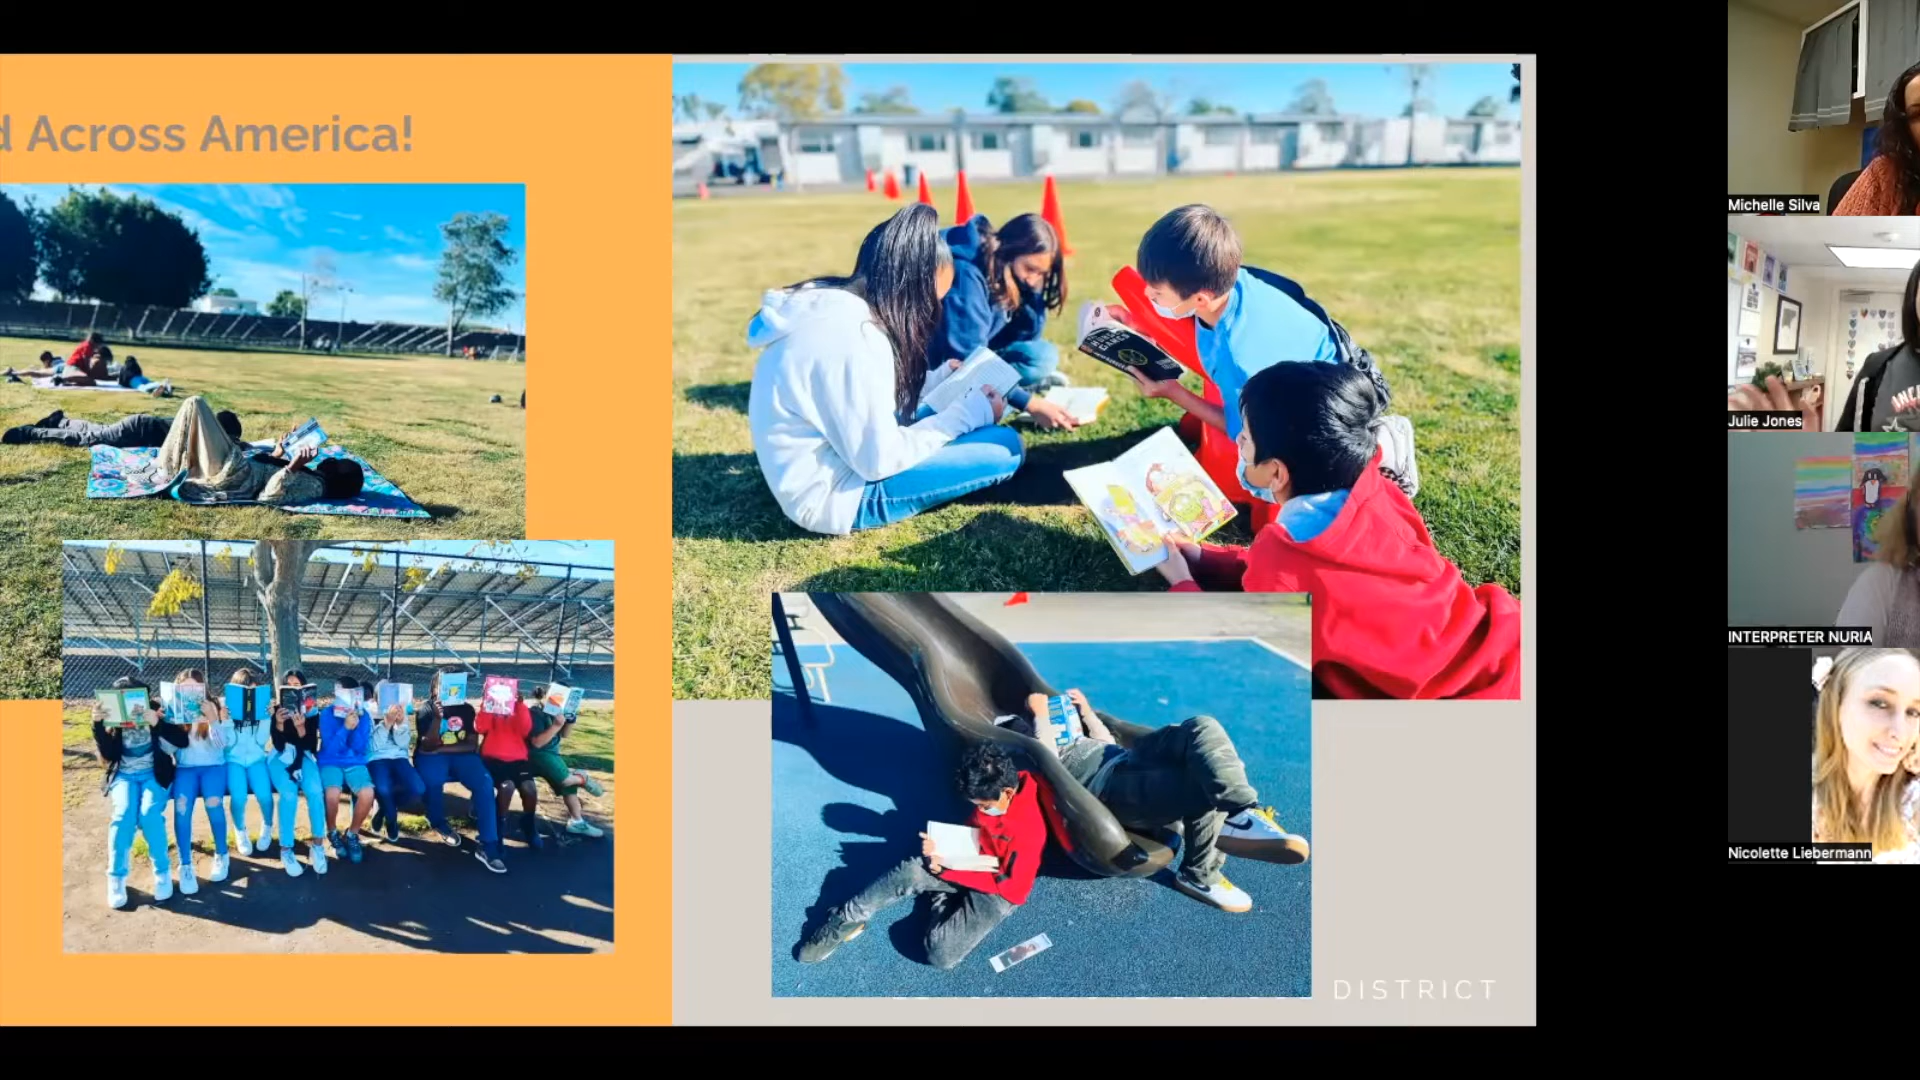 d Across America!
DISTRICT
Michelle Silva
Julie Jones
INTERPRETER NURIA
Nicolette Liebermann